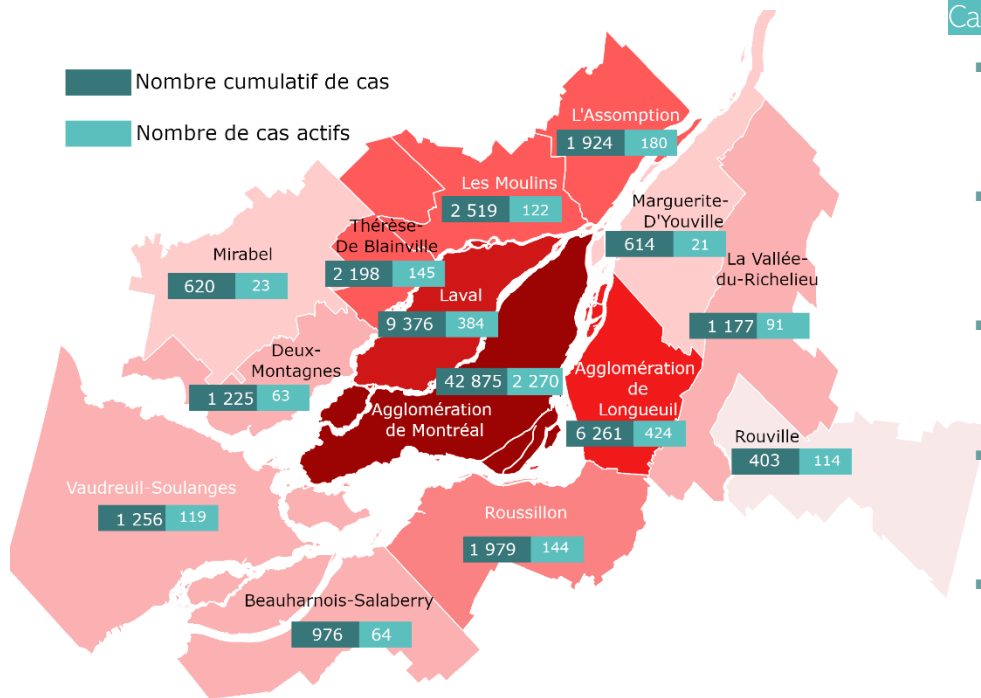 Ca
Nombre cumulatif de cas
Nombre de cas actifs
L'Assomption
1 924 180
Les Moulins
2 519 122
Marguerite-
D'Youville
614 21
Thérèse-
De Blainville
2 198 145
Mirabel
620 23
La Vallée-
du-Richelieu
1 177 91
Laval
9 376 384
Deux-
Montagnes
1 225 63
42 875 2 270
Agglomération
de Montréal
Agglomération
de
Longueuil
6 261 424
Rouville
403 114
Vaudreuil-Soulanges
1 256 119
Roussillon
1 979 144
Beauharnois-Salaberry
976 64